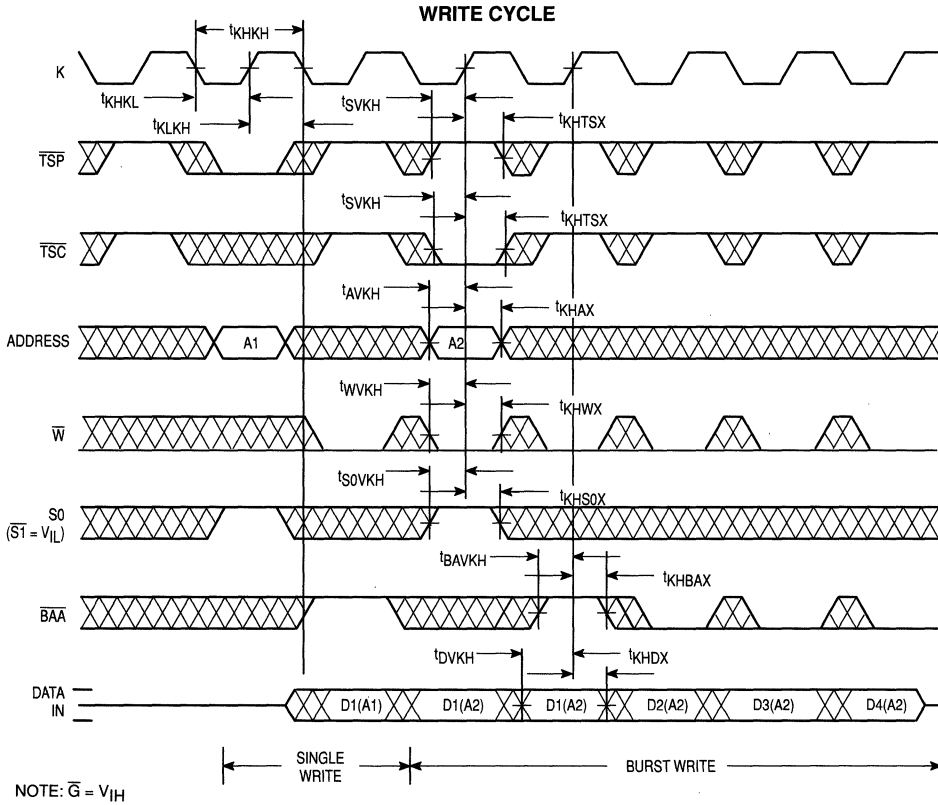 WRITE CYCLE
tKHKH
K
tKHKL
tSVKH
tKLKH
tKHTSX
TSP
tSVKH
tKHTSX
TSC
tAVKH
tKHAX
ADDRESS
A1
A2
tWVKH
tKHWX
W
tS0VKH
S0
tKHS0X
(S1 = VIL)
tBAVKH
tKHBAX
BAA
tDVKH
tKHDX
DATA
IN
D1(A1)
D1(A2)
D1(A2)
D2(A2)
D3(A2)
D4(A2)
SINGLE
WRITE
BURST WRITE
NOTE: G = VIH